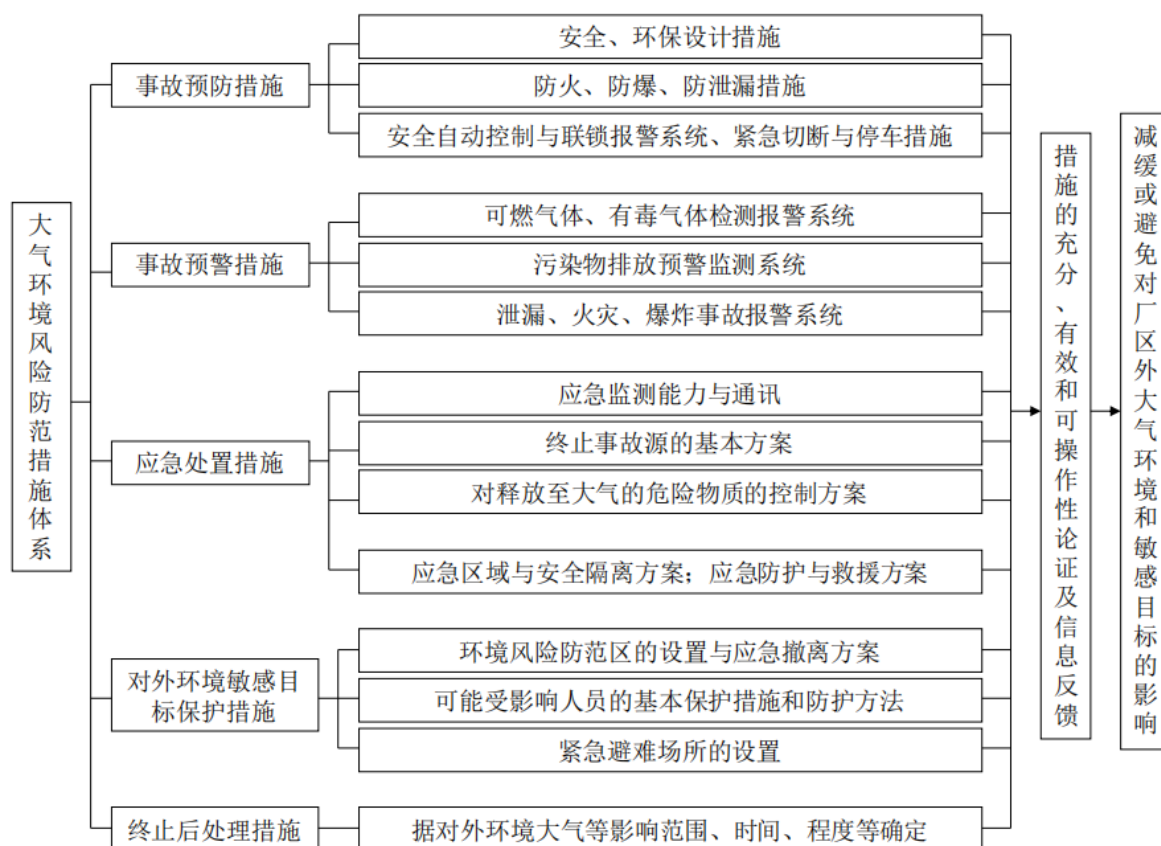 大气环境风险防范措施体系
事故预防措施
安全、环保设计措施
防火、防爆、防泄漏措施
安全自动控制与联锁报警系统、紧急切断与停车措施
事故预警措施
可燃气体、有毒气体检测报警系统
污染物排放预警监测系统
泄漏、火灾、爆炸事故报警系统
应急处置措施
应急监测能力与通讯
终止事故源的基本方案
对释放至大气的危险物质的控制方案
应急区域与安全隔离方案；应急防护与救援方案
对外环境敏感目
标保护措施
环境风险防范区的设置与应急撤离方案
可能受影响人员的基本保护措施和防护方法
紧急避难场所的设置
终止后处理措施
据对外环境大气等影响范围、时间、程度等确定
措施的充分、有效和可操作性论证及信息反馈
减缓或避免对厂区外大气环境和敏感目标的影响